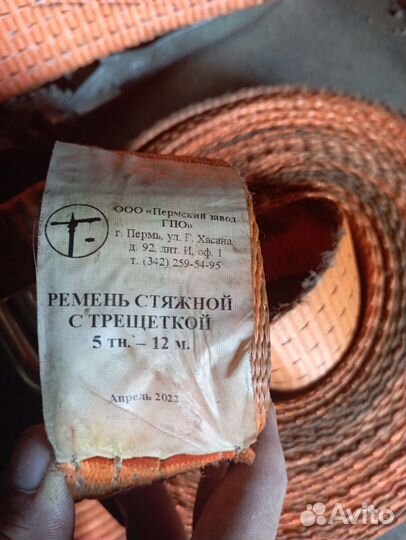 ООО «Пермский завод
ГПО»
г. Пермь, ул. Г. Хасана,
д. 92, лит. И, оф. 1
т. (342) 259-54-95
РЕМЕНЬ СТЯЖНОЙ
С ТРЕЩЕТКОЙ
5 тн. – 12 м.
Апрель 2022
Avito